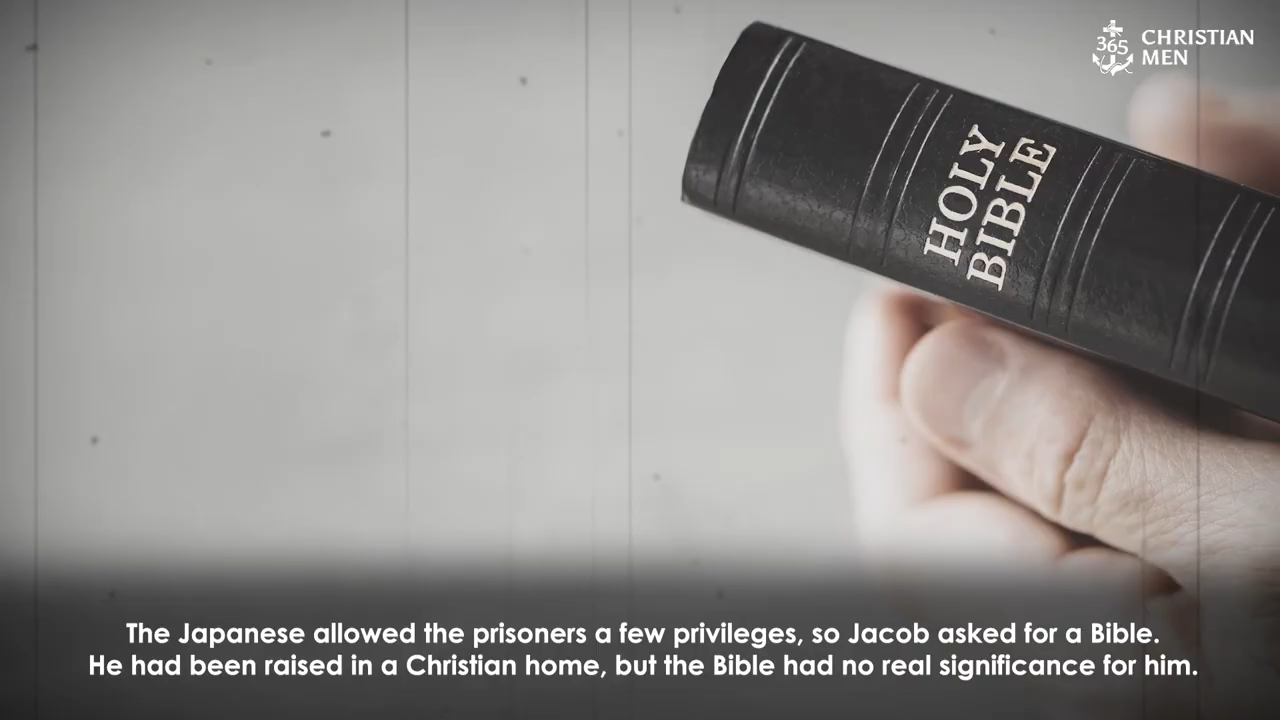 365
CHRISTIAN
MEN
HOLY
BIBLE
The Japanese allowed the prisoners a few privileges, so Jacob asked for a Bible.
He had been raised in a Christian home, but the Bible had no real significance for him.